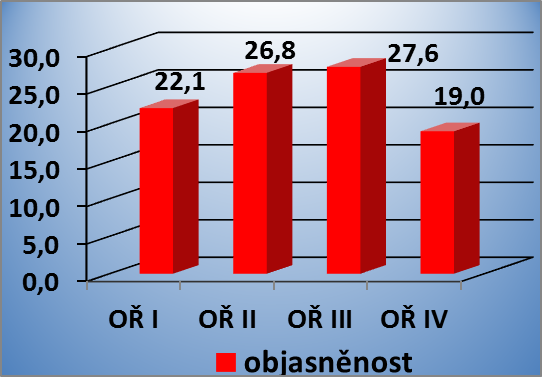 30,0
25,0
20,0
15,0
10,0
5,0
0,0
22,1
26,8
27,6
19,0
OŘ I
OŘ II
OŘ III
OŘ IV
objasněnost